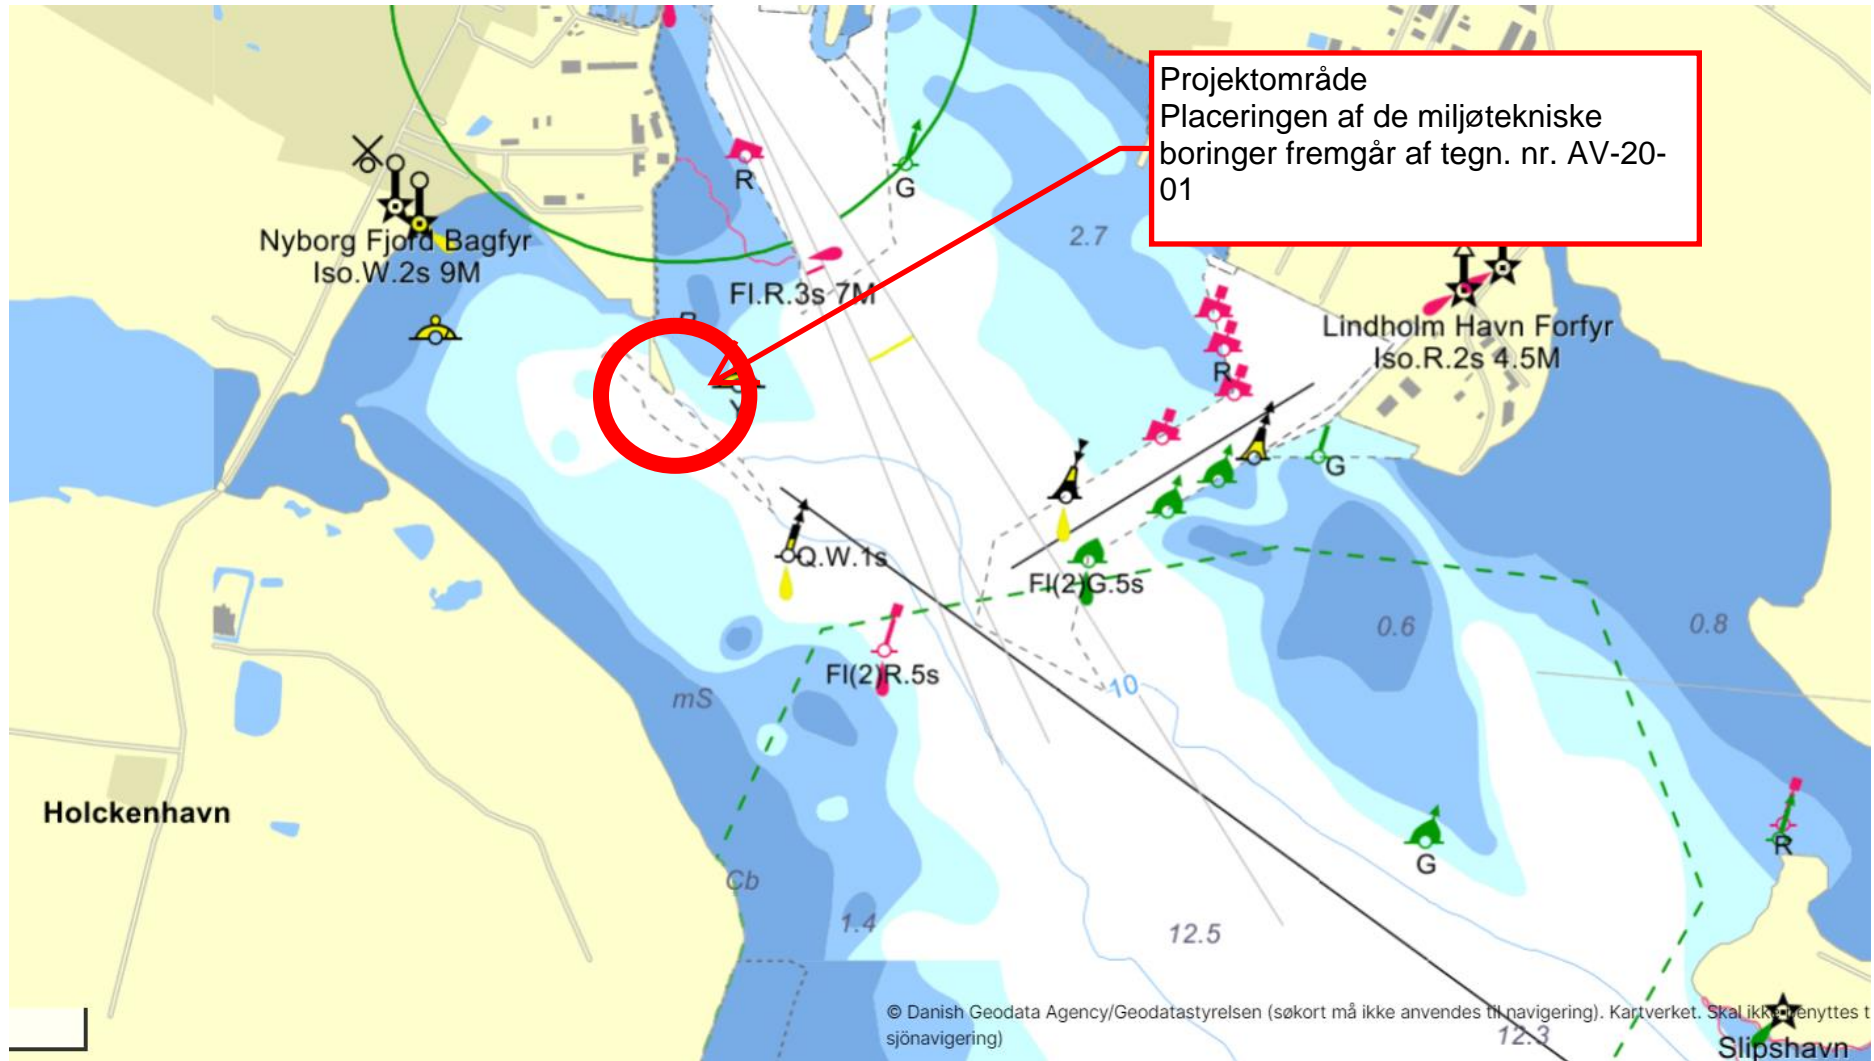 Projektområde
Placeringen af de miljøtekniske
boringer fremgår af tegn. nr. AV-20-
01
R
G
2.7
Nyborg Fjord Bagfyr
Iso.W.2s 9M
Fl.R.3s 7M
Lindholm Havn Forfyr
Iso.R.2s 4.5M
R
G
Q.W.1s
Fl(2)G.5s
0.6
0.8
Fl(2)R.5s
mS
10
Holckenhavn
R
G
Cb
1.4
12.5
© Danish Geodata Agency/Geodatastyrelsen (søkort må ikke anvendes til navigering). Kartverket. Skal ikke benyttes t
sjönavigering)
12.3
Slipshavn